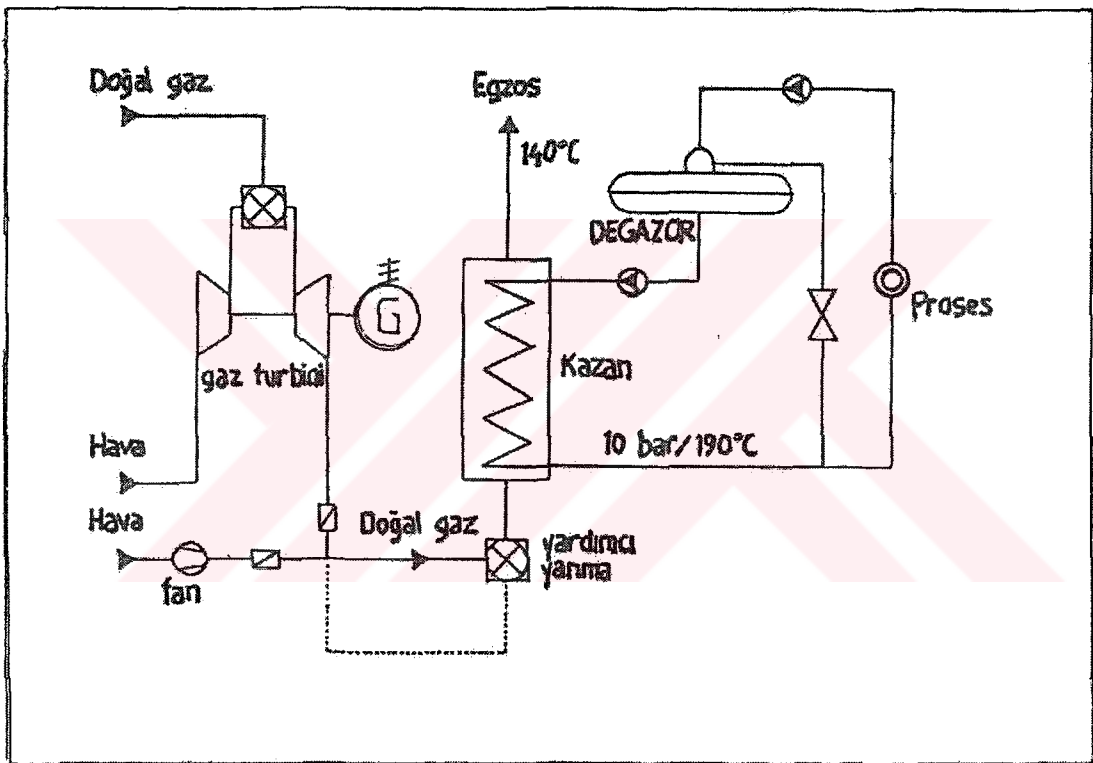 Doğal gaz
Egzos
140°C
DEGAZÖR
G
gaz turbini
Proses
Kazan
Hava
10 bar/190°C
Hava
Doğal gaz
yardımcı
yanma
fan